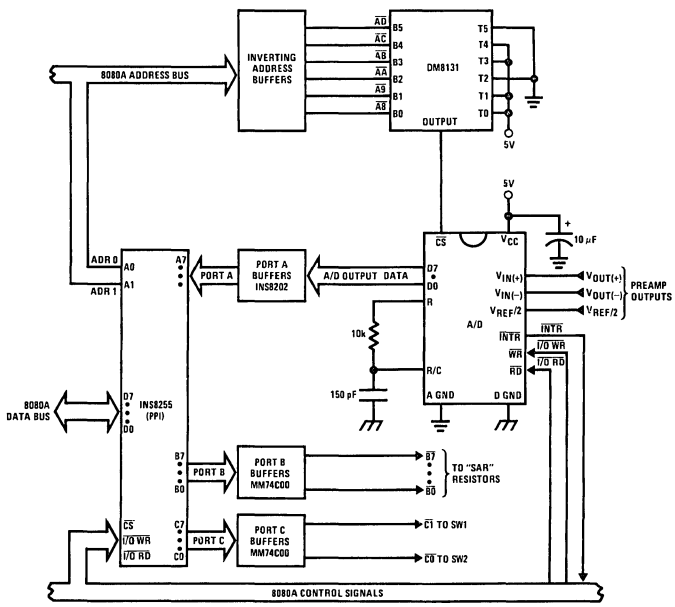 8080A ADDRESS BUS
INVERTING
ADDRESS
BUFFERS
AD
AC
AB
AA
A9
A8
B5
B4
B3
B2
B1
B0
DM8131
OUTPUT
T5
T4
T3
T2
T1
T0
5V
5V
+
10 µF
CS
VCC
ADR 0
ADR 1
A0
A1
A7
PORT A
PORT A
BUFFERS
INS8202
A/D OUTPUT DATA
D7
D0
R
10k
R/C
150 pF
A/D
VIN(+)
VIN(–)
VREF/2
INTR
WR
RD
VOUT(+)
VOUT(–)
VREF/2
PREAMP
OUTPUTS
INTR
I/O WR
I/O RD
A GND
D GND
8080A
DATA BUS
D7
D0
INS8255
(PPI)
B7
B0
PORT B
PORT B
BUFFERS
MM74C00
B7
B0
TO "SAR"
RESISTORS
CS
I/O WR
I/O RD
C7
C0
PORT C
PORT C
BUFFERS
MM74C00
C1 TO SW1
C0 TO SW2
8080A CONTROL SIGNALS